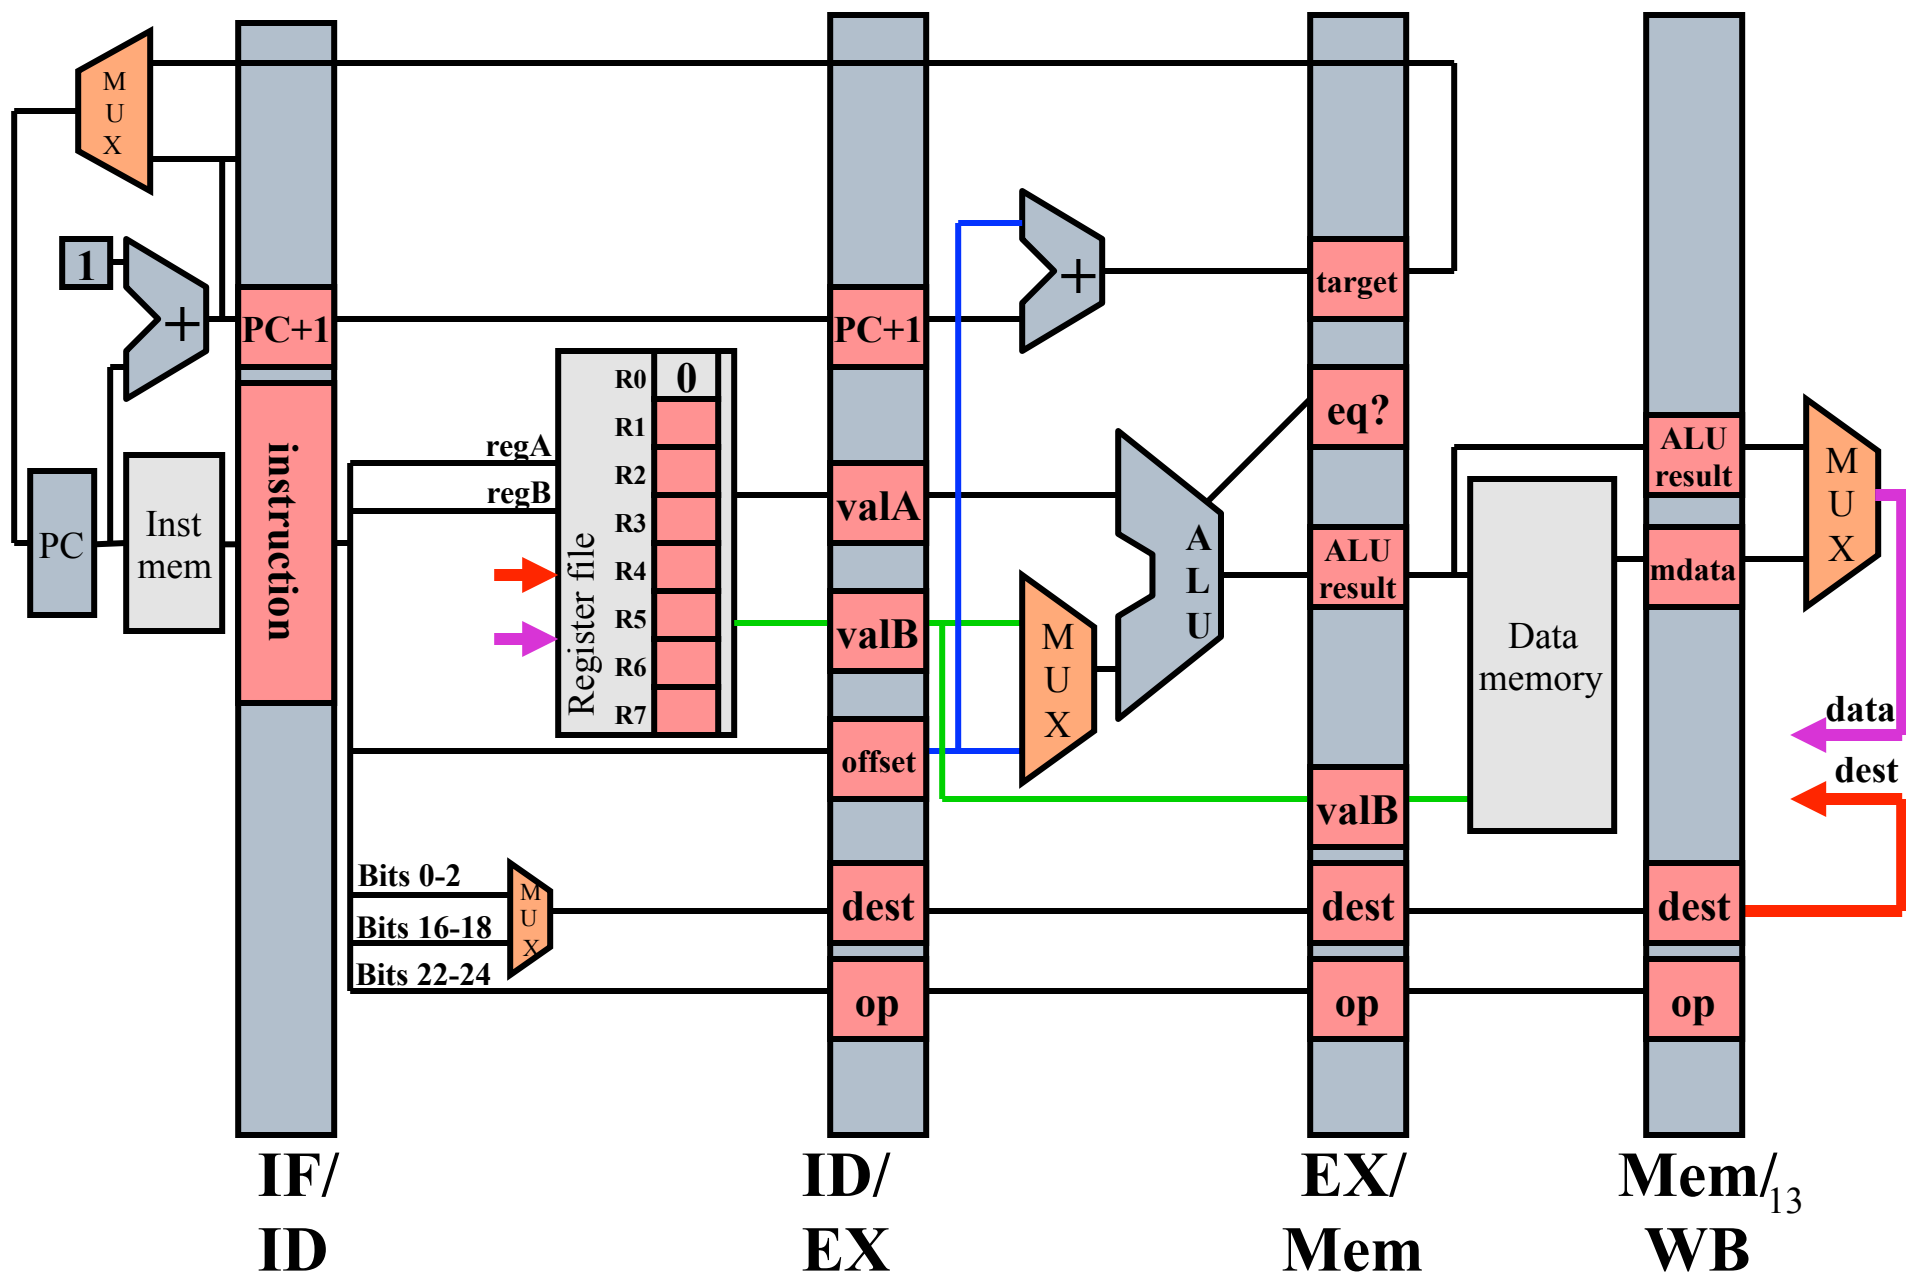 M
U
X
1
+
PC+1
instruction
PC
Inst
mem
regA
regB
Register file
R0
0
R1
R2
R3
R4
R5
R6
R7
Bits 0-2
Bits 16-18
Bits 22-24
M
U
X
PC+1
valA
valB
offset
dest
op
+
M
U
X
A
L
U
target
eq?
ALU
result
valB
dest
op
Data
memory
ALU
result
mdata
dest
op
M
U
X
data
dest
IF/
ID
ID/
EX
EX/
Mem
Mem/
WB
13